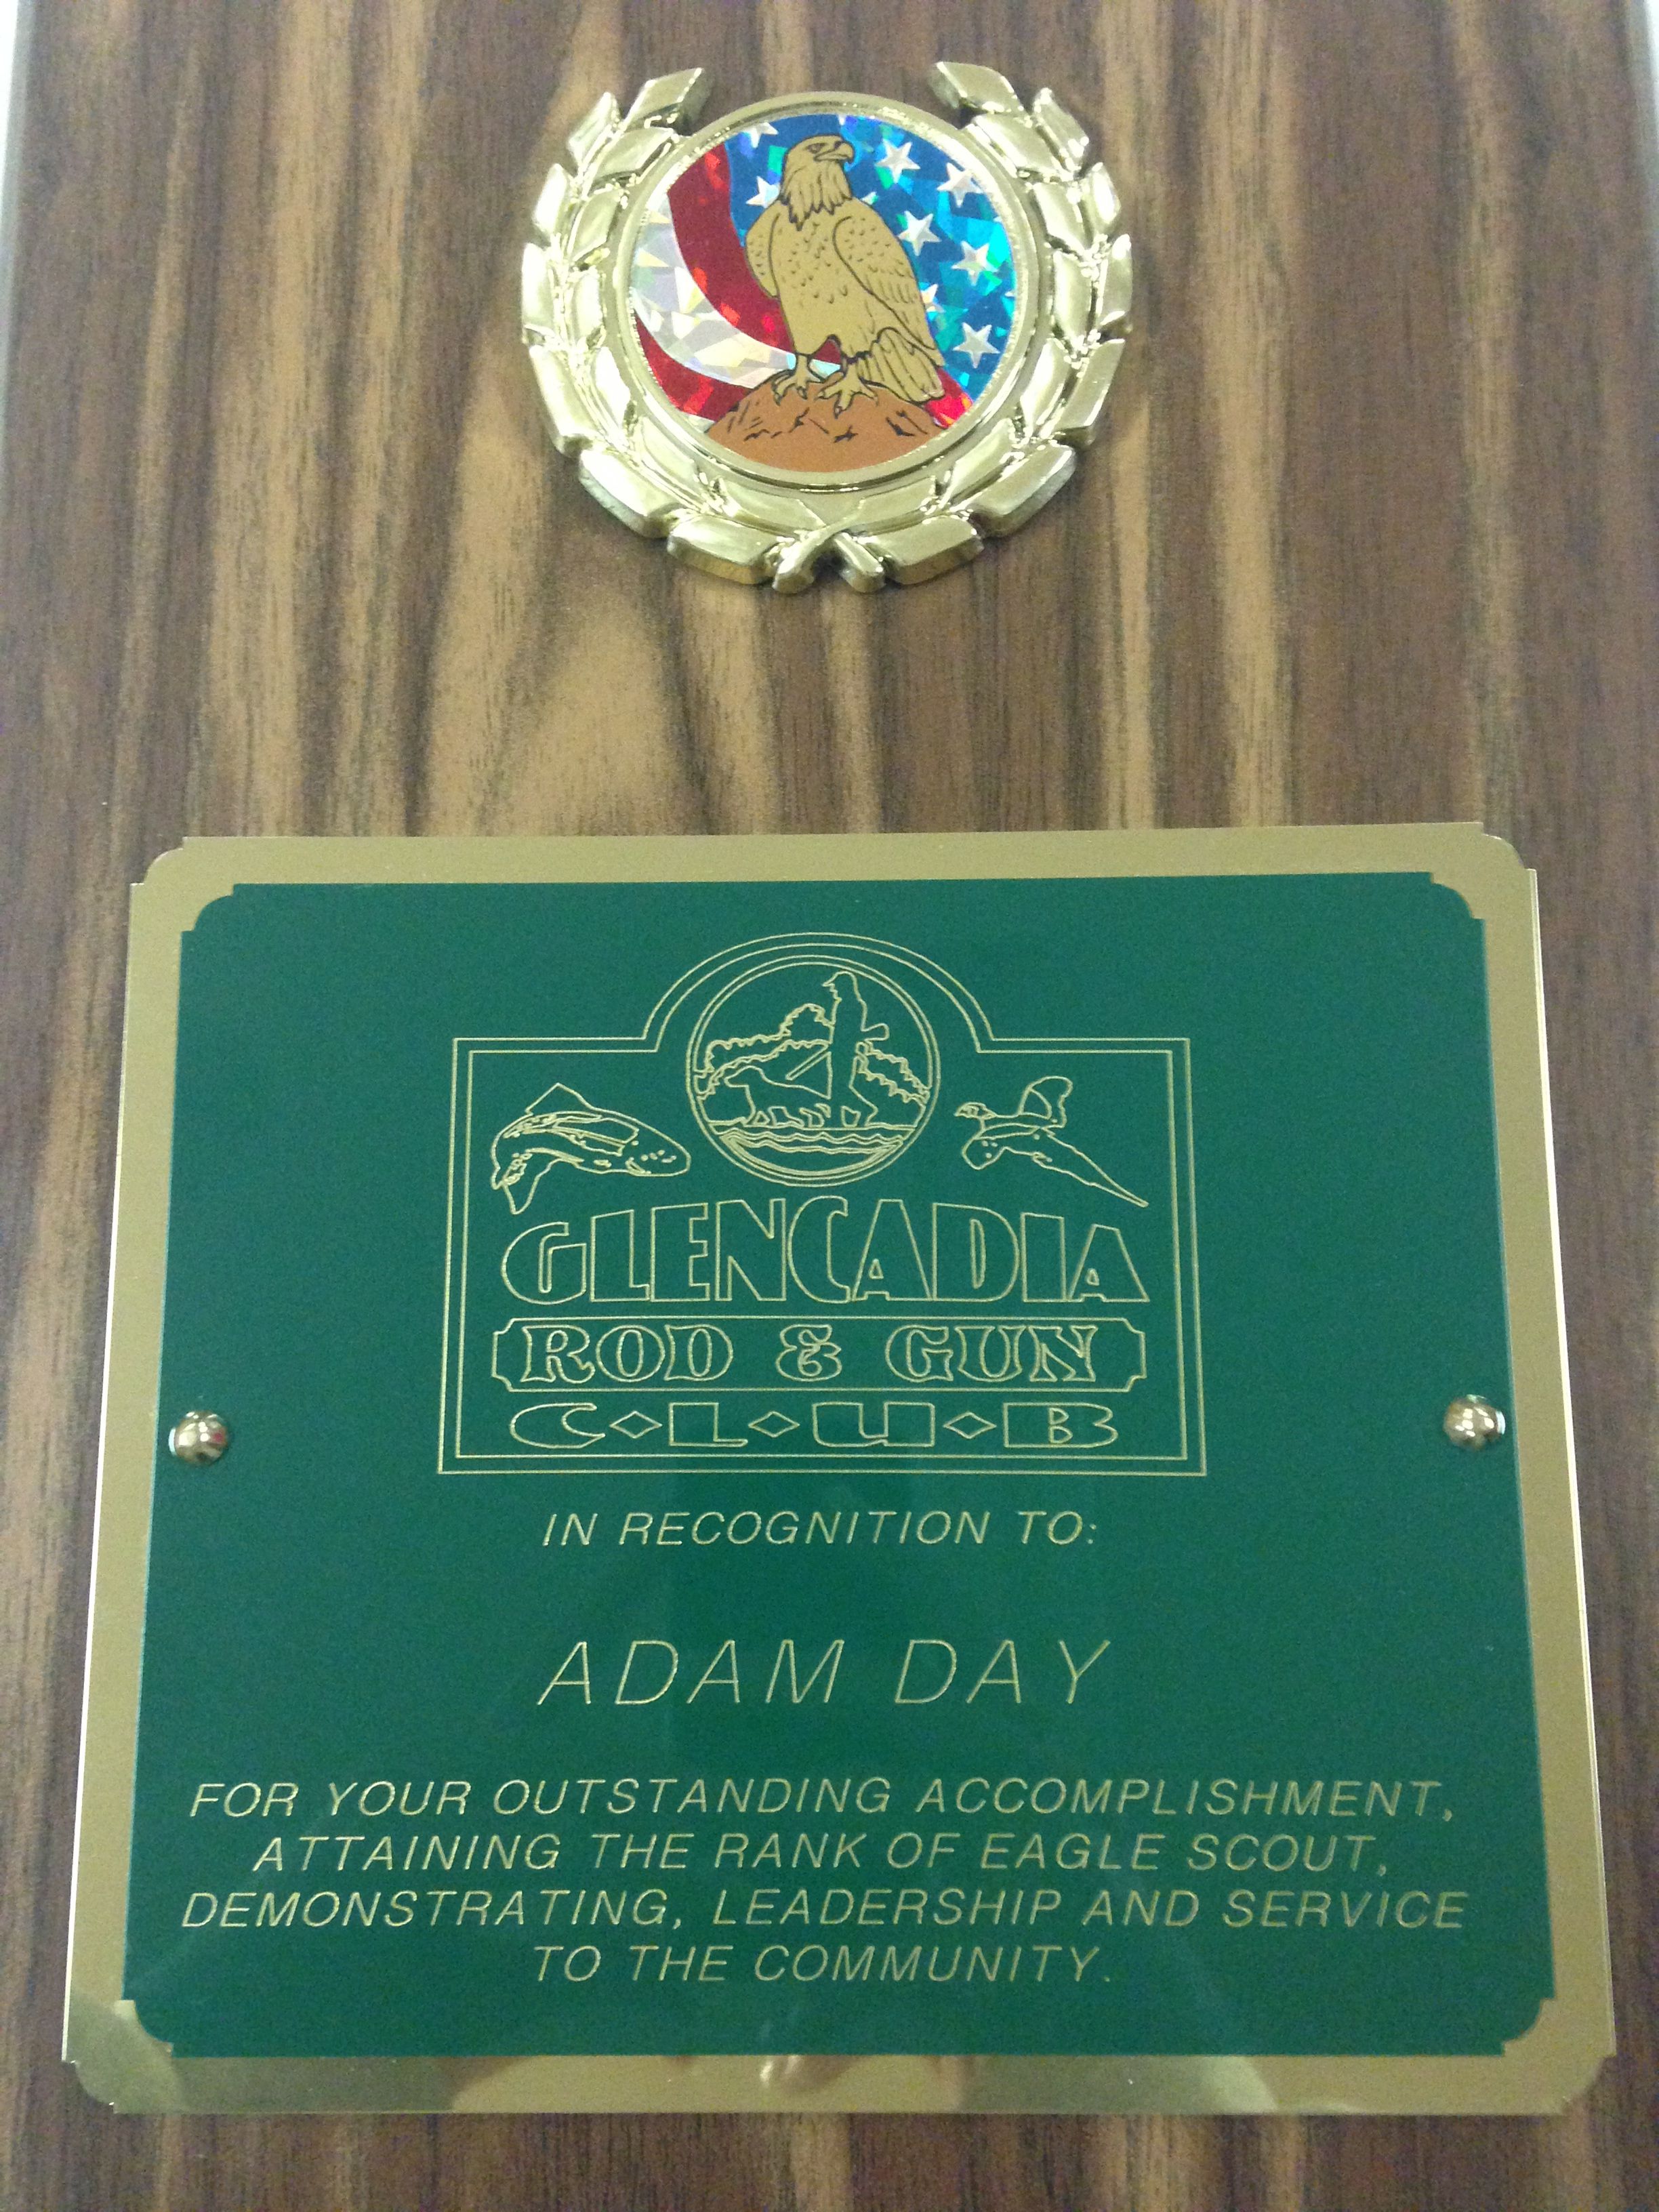 GLENCADIA
ROD & GUN
C◇L◇U◇B
IN RECOGNITION TO:
ADAM DAY
FOR YOUR OUTSTANDING ACCOMPLISHMENT,
ATTAINING THE RANK OF EAGLE SCOUT,
DEMONSTRATING, LEADERSHIP AND SERVICE
TO THE COMMUNITY.